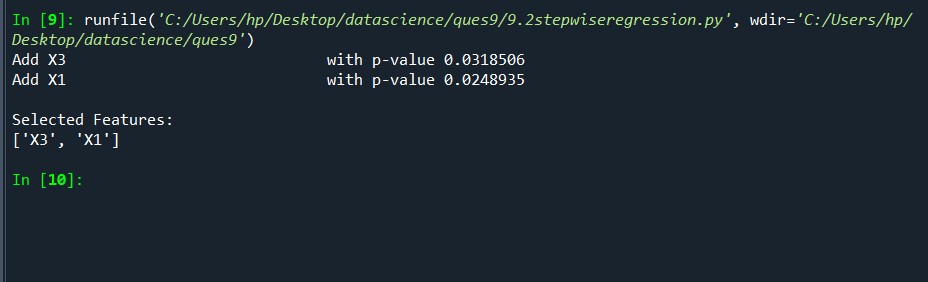 In [9]: runfile('C:/Users/hp/Desktop/datascience/ques9/9.2stepwiseregression.py', wdir='C:/Users/hp/
Desktop/datascience/ques9')
Add X3                             with p-value 0.0318506
Add X1                             with p-value 0.0248935
Selected Features:
['X3', 'X1']
In [10]: